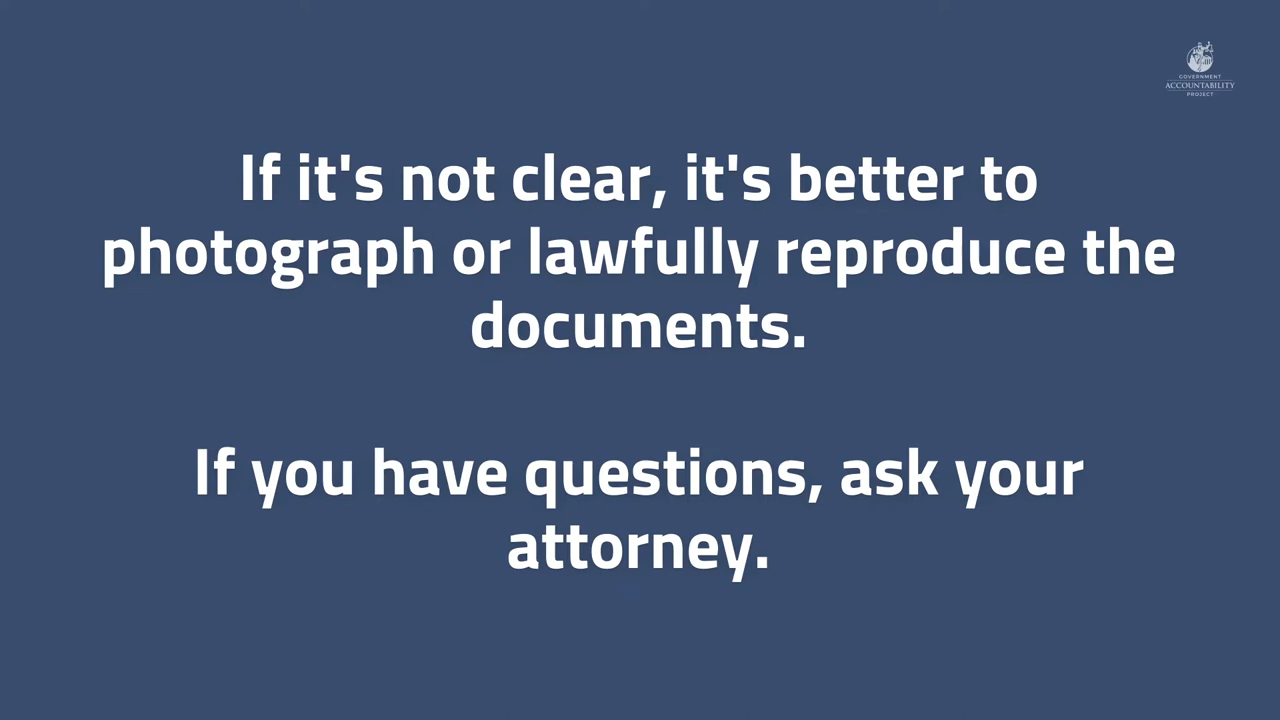 GOVERNMENT
ACCOUNTABILITY
PROJECT
If it's not clear, it's better to
photograph or lawfully reproduce the
documents.
If you have questions, ask your
attorney.